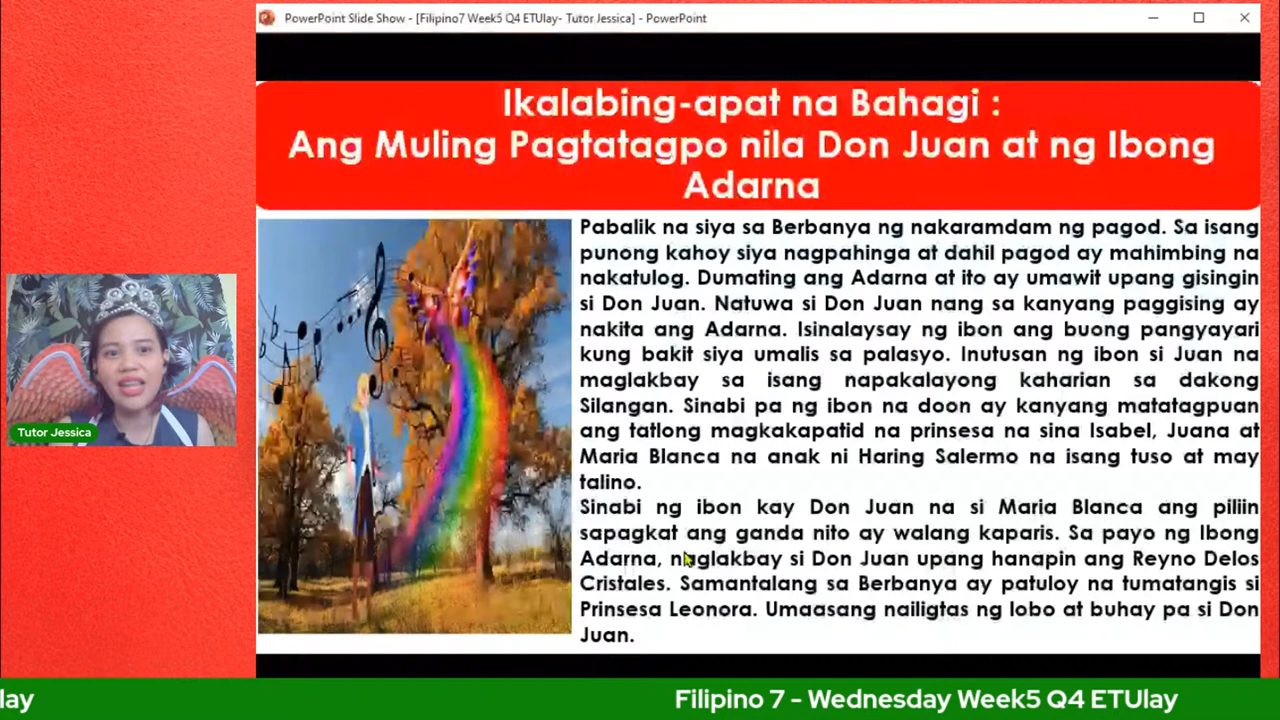 PowerPoint Slide Show - [Filipino7 Week5 Q4 ETUlay- Tutor Jessica] - PowerPoint
Ikalabing-apat na Bahagi :
Ang Muling Pagtatagpo nila Don Juan at ng Ibong
Adarna
Pabalik na siya sa Berbanya ng nakaramdam ng pagod. Sa isang
punong kahoy siya nagpahinga at dahil pagod ay mahimbing na
nakatulog. Dumating ang Adarna at ito ay umawit upang gisingin
si Don Juan. Natuwa si Don Juan nang sa kanyang paggising ay
nakita ang Adarna. Isinalaysay ng ibon ang buong pangyayari
kung bakit siya umalis sa palasyo. Inutusan ng ibon si Juan na
maglakbay sa isang napakalayong kaharian sa dakong
Silangan. Sinabi pa ng ibon na doon ay kanyang matatagpuan
ang tatlong magkakapatid na prinsesa na sina Isabel, Juana at
Maria Blanca na anak ni Haring Salermo na isang tuso at may
talino.
Sinabi ng ibon kay Don Juan na si Maria Blanca ang piliin
sapagkat ang ganda nito ay walang kaparis. Sa payo ng Ibong
Adarna, naglakbay si Don Juan upang hanapin ang Reyno Delos
Cristales. Samantalang sa Berbanya ay patuloy na tumatangis si
Prinsesa Leonora. Umaasang nailigtas ng lobo at buhay pa si Don
Juan.
Tutor Jessica
lay
Filipino 7 - Wednesday Week5 Q4 ETUlay